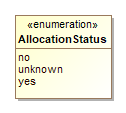 «enumeration»
AllocationStatus
no
unknown
yes